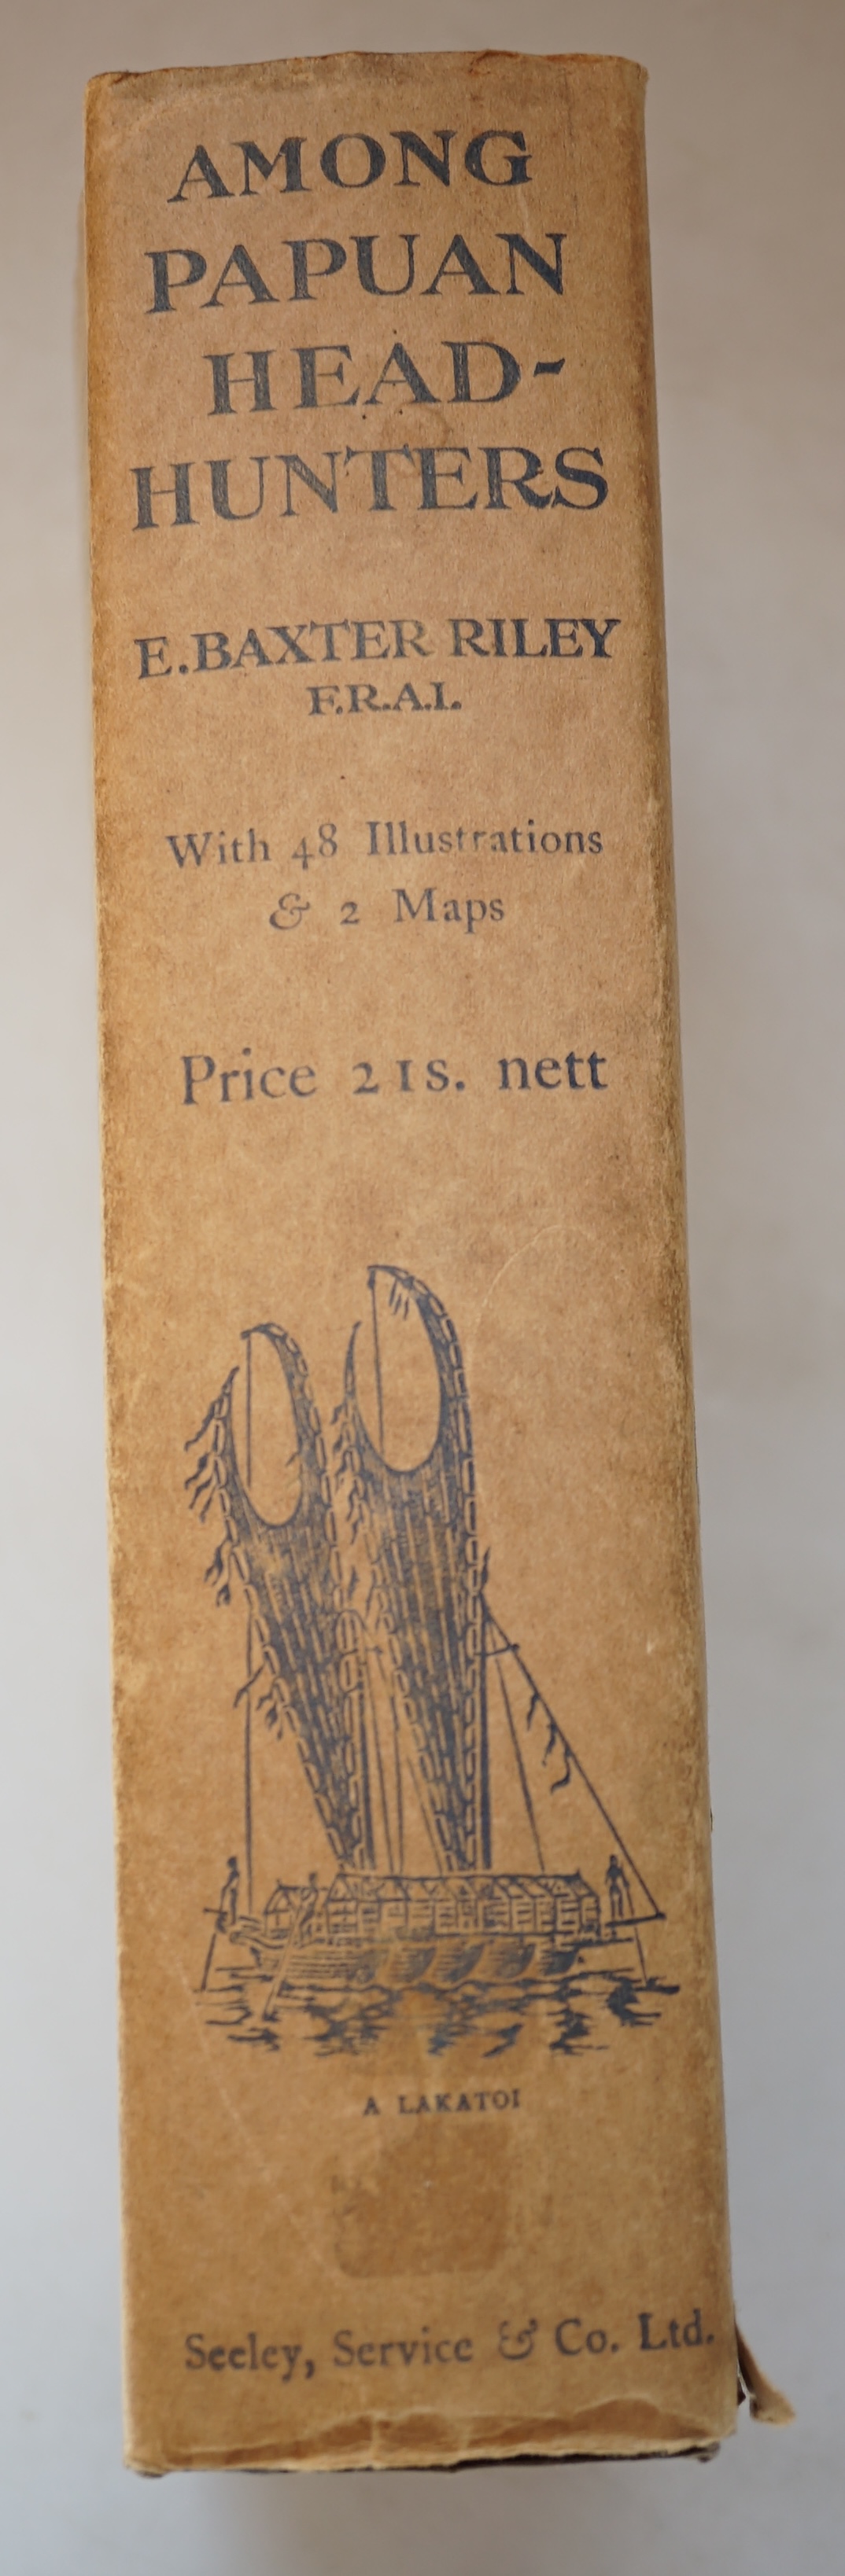 AMONG
PAPUAN
HEAD-
HUNTERS
E. BAXTER RILEY
F.R.A.I.
With 48 Illustrations
& 2 Maps
Price 21s. nett
A LAKATOI
Seeley, Service & Co. Ltd.